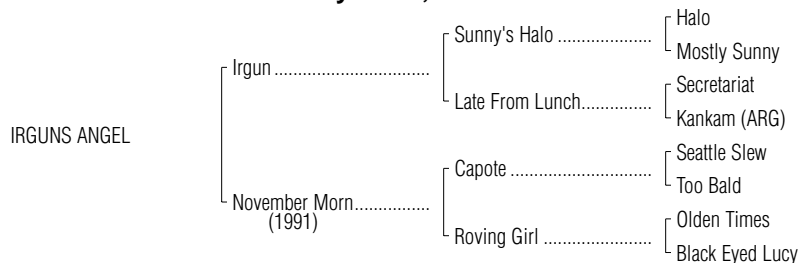 Halo
Sunny's Halo
Mostly Sunny
Irgun
Secretariat
Late From Lunch
Kankam (ARG)
IRGUNS ANGEL
Seattle Slew
Capote
Too Bald
November Morn
(1991)
Olden Times
Roving Girl
Black Eyed Lucy